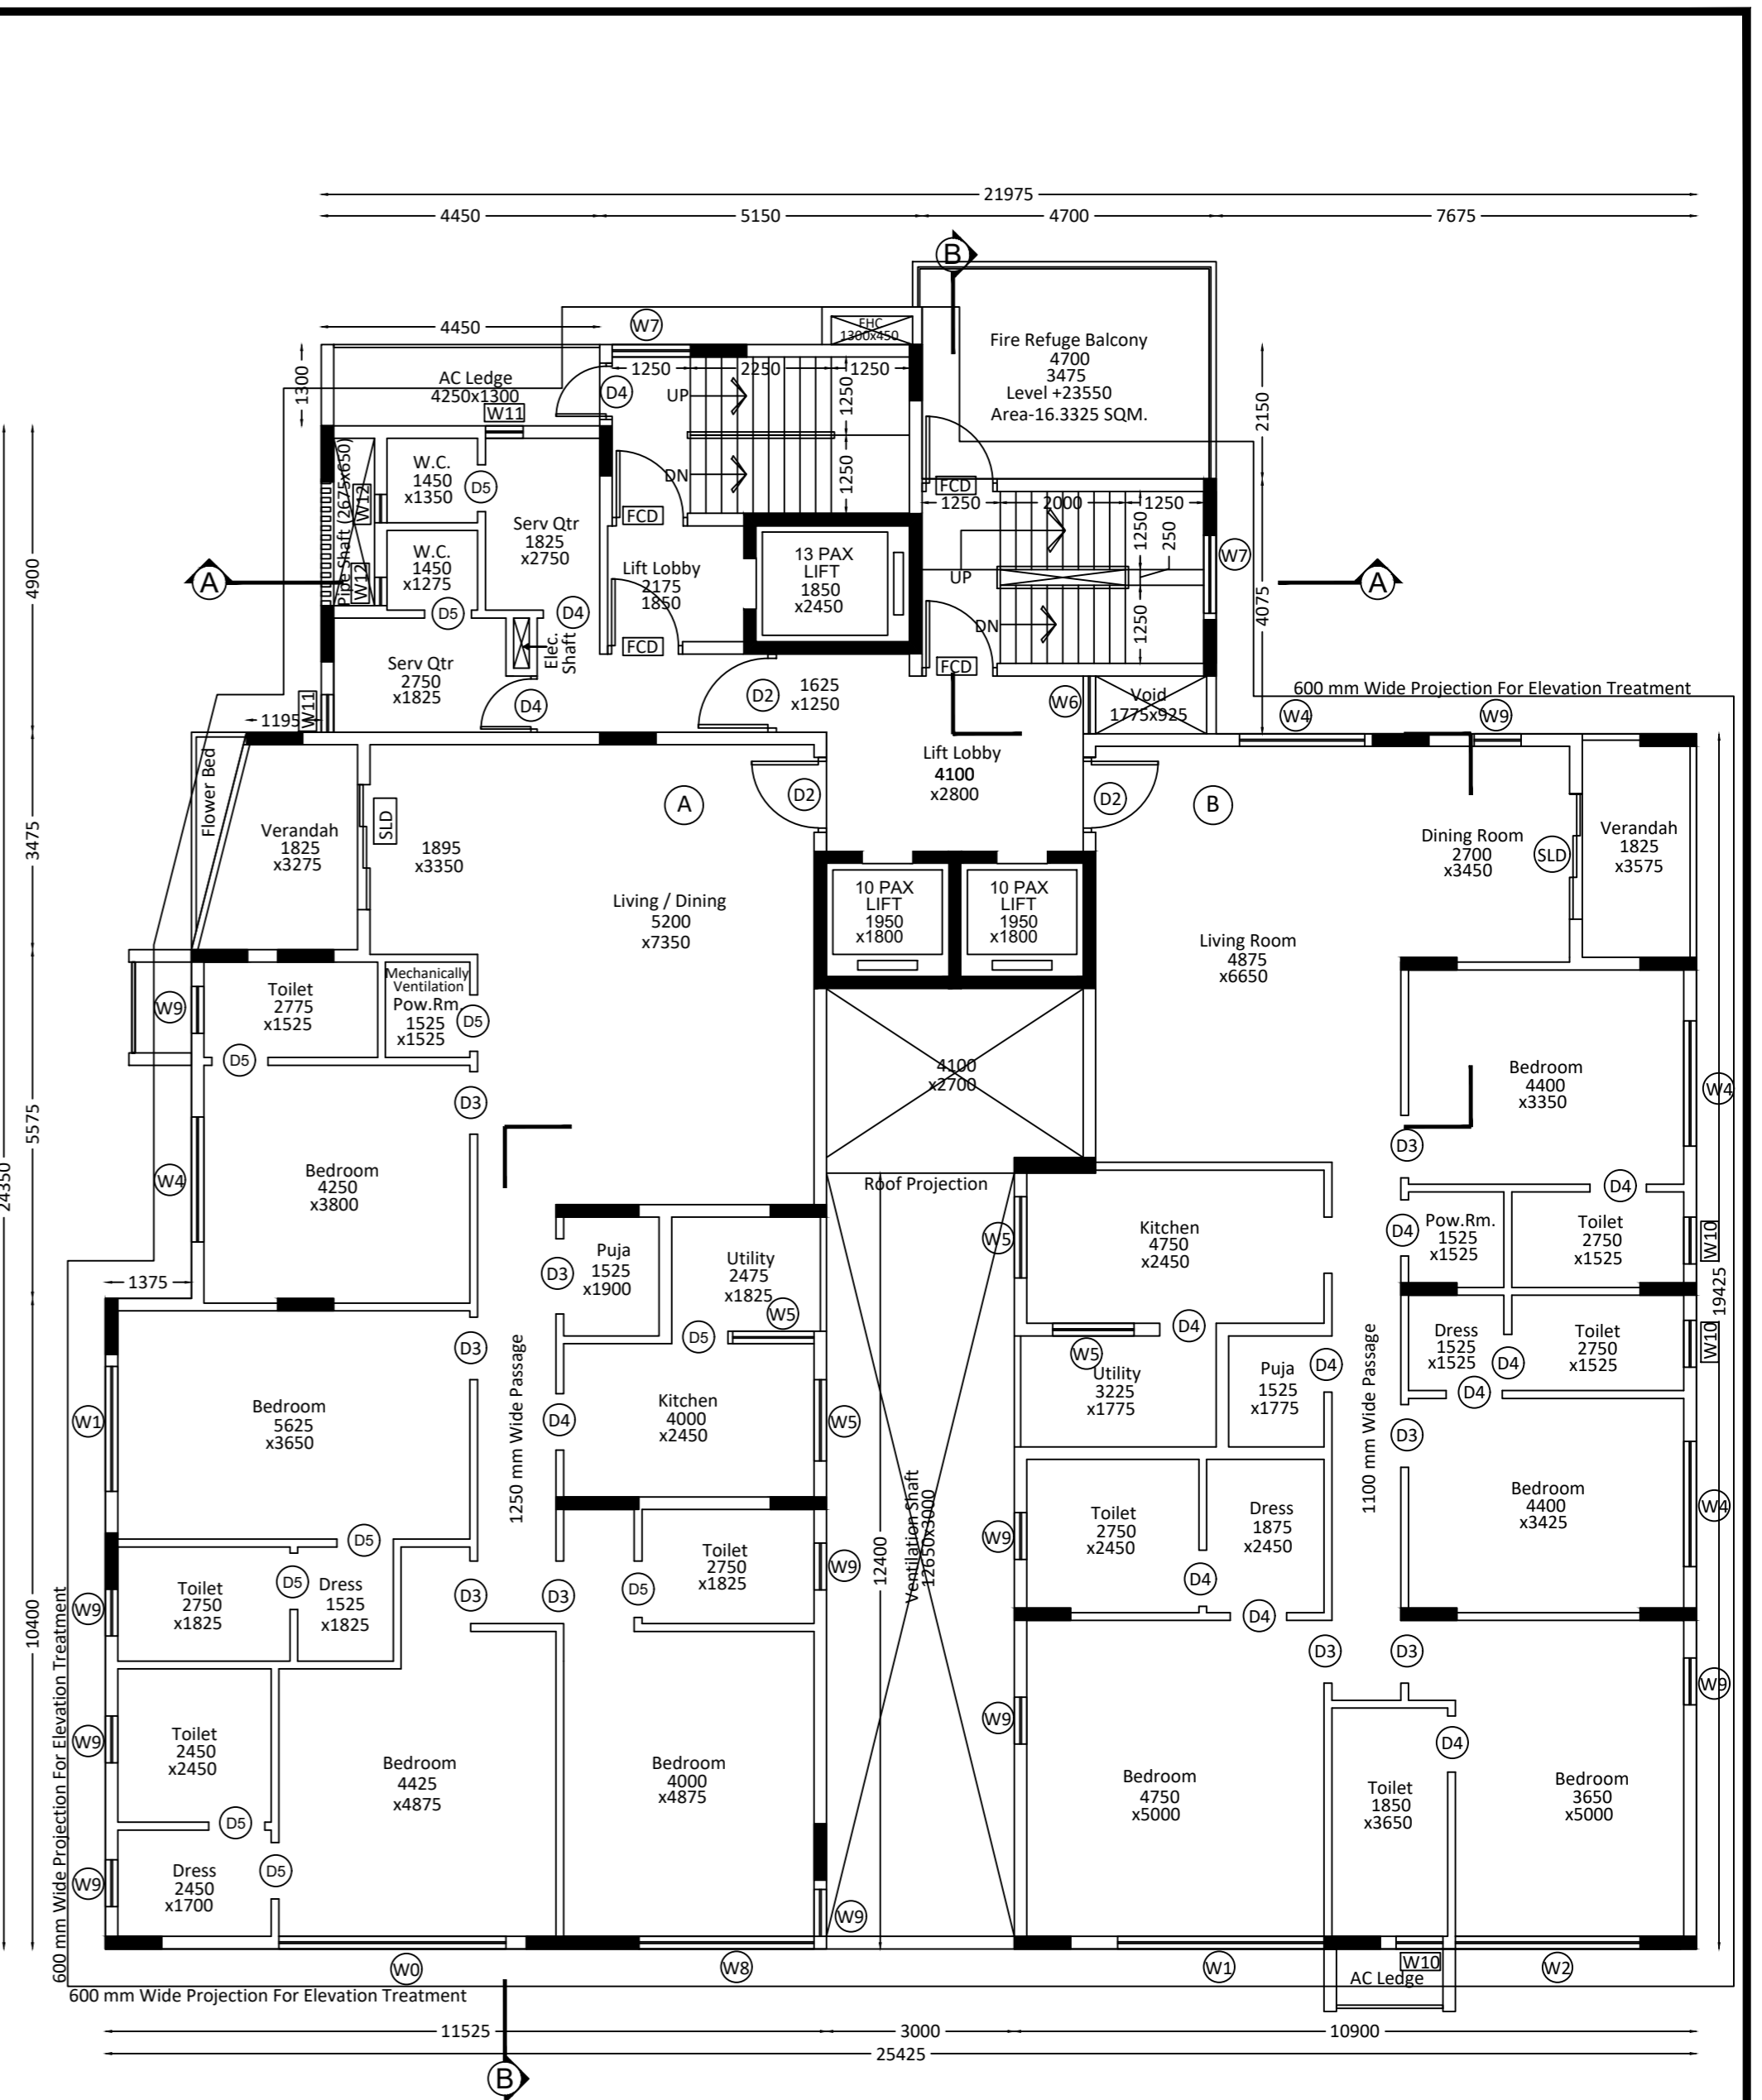 21975
4450
5150
4700
7675
B
4450
W7
FHC
1300x450
Fire Refuge Balcony
4700
3475
Level +23550
Area-16.3325 SQM.
1300
AC Ledge
4250x1300
W11
D4
1250
2250
1250
UP
1250
DN
1250
2150
Pipe Shaft (2675x650)
W12
W.C.
1450
x1350
D5
Serv Qtr
1825
x2750
FCD
FCD
1250
2000
1250
1250
250
W7
4900
A
W12
W.C.
1450
x1275
D5
D4
Lift Lobby
2175
1850
13 PAX
LIFT
1850
x2450
UP
DN
1250
4075
A
Elec.
Shaft
FCD
FCD
Serv Qtr
2750
x1825
D4
D2
1625
x1250
W6
Void
1775x925
600 mm Wide Projection For Elevation Treatment
1195
W11
W4
W9
Flower Bed
Lift Lobby
4100
x2800
D2
D2
A
B
3475
Verandah
1825
x3275
SLD
1895
x3350
Dining Room
2700
x3450
SLD
Verandah
1825
x3575
Living / Dining
5200
x7350
10 PAX
LIFT
1950
x1800
10 PAX
LIFT
1950
x1800
Living Room
4875
x6650
Mechanically
Ventilation
Pow.Rm.
1525
x1525
D5
Toilet
2775
x1525
W9
D5
D3
4100
x2700
Bedroom
4400
x3350
W4
D3
5575
24350
W4
Bedroom
4250
x3800
Roof Projection
D4
Pow.Rm.
1525
x1525
D4
Toilet
2750
x1525
W10
19425
1375
D3
Puja
1525
x1900
Utility
2475
x1825
W5
D5
W5
Kitchen
4750
x2450
D4
W5
Utility
3225
x1775
Puja
1525
x1775
D4
1100 mm Wide Passage
Dress
1525
x1525
D4
D4
Toilet
2750
x1525
W10
D3
1250 mm Wide Passage
W1
Bedroom
5625
x3650
D4
Kitchen
4000
x2450
W5
D3
Bedroom
4400
x3425
W4
Ventilation Shaft
12650x3000
12400
D5
10400
W9
Toilet
2750
x1825
D5
Dress
1525
x1825
D3
D3
D5
Toilet
2750
x1825
W9
W9
Toilet
2750
x2450
Dress
1875
x2450
D4
D4
D3
D3
W9
600 mm Wide Projection For Elevation Treatment
W9
Toilet
2450
x2450
Bedroom
4425
x4875
Bedroom
4000
x4875
W9
Bedroom
4750
x5000
Toilet
1850
x3650
D4
Bedroom
3650
x5000
D5
W9
Dress
2450
x1700
D5
W9
W0
W8
W1
W10
AC Ledge
W2
600 mm Wide Projection For Elevation Treatment
11525
3000
10900
25425
B